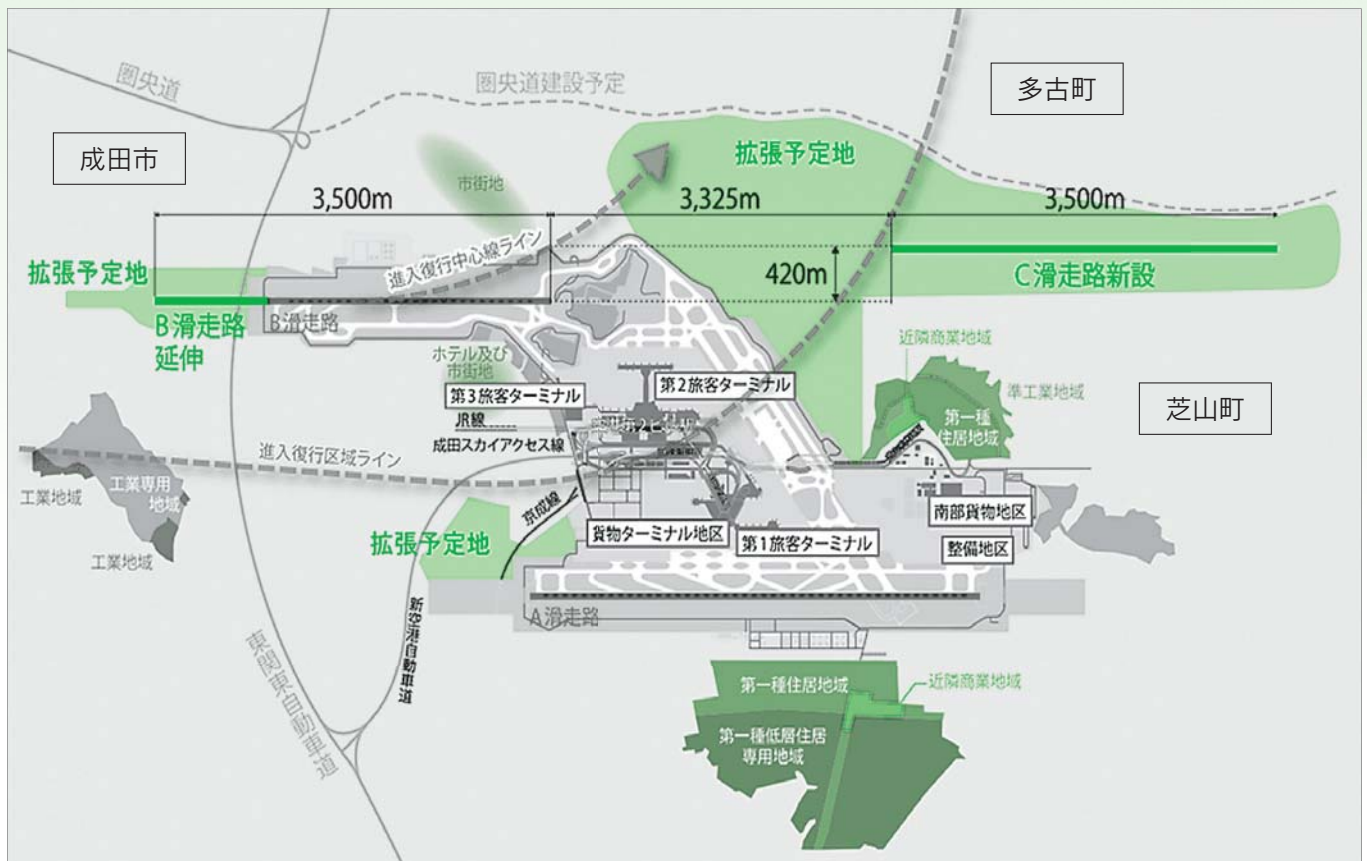 圏央道
圏央道建設予定
多古町
成田市
市街地
拡張予定地
3,500m
3,325m
3,500m
進入復行中心線ライン
拡張予定地
420m
C滑走路新設
B滑走路
延伸
B滑走路
近隣商業地域
ホテル及び
市街地
第3旅客ターミナル
第2旅客ターミナル
準工業地域
芝山町
第一種
住居地域
JR線
成田スカイアクセス線
進入復行区域ライン
工業地域
工業専用
地域
工業地域
京成線
拡張予定地
貨物ターミナル地区
第1旅客ターミナル
南部貨物地区
整備地区
A滑走路
新空港自動車道
東関東自動車道
第一種住居地域
近隣商業地域
第一種低層住居
専用地域